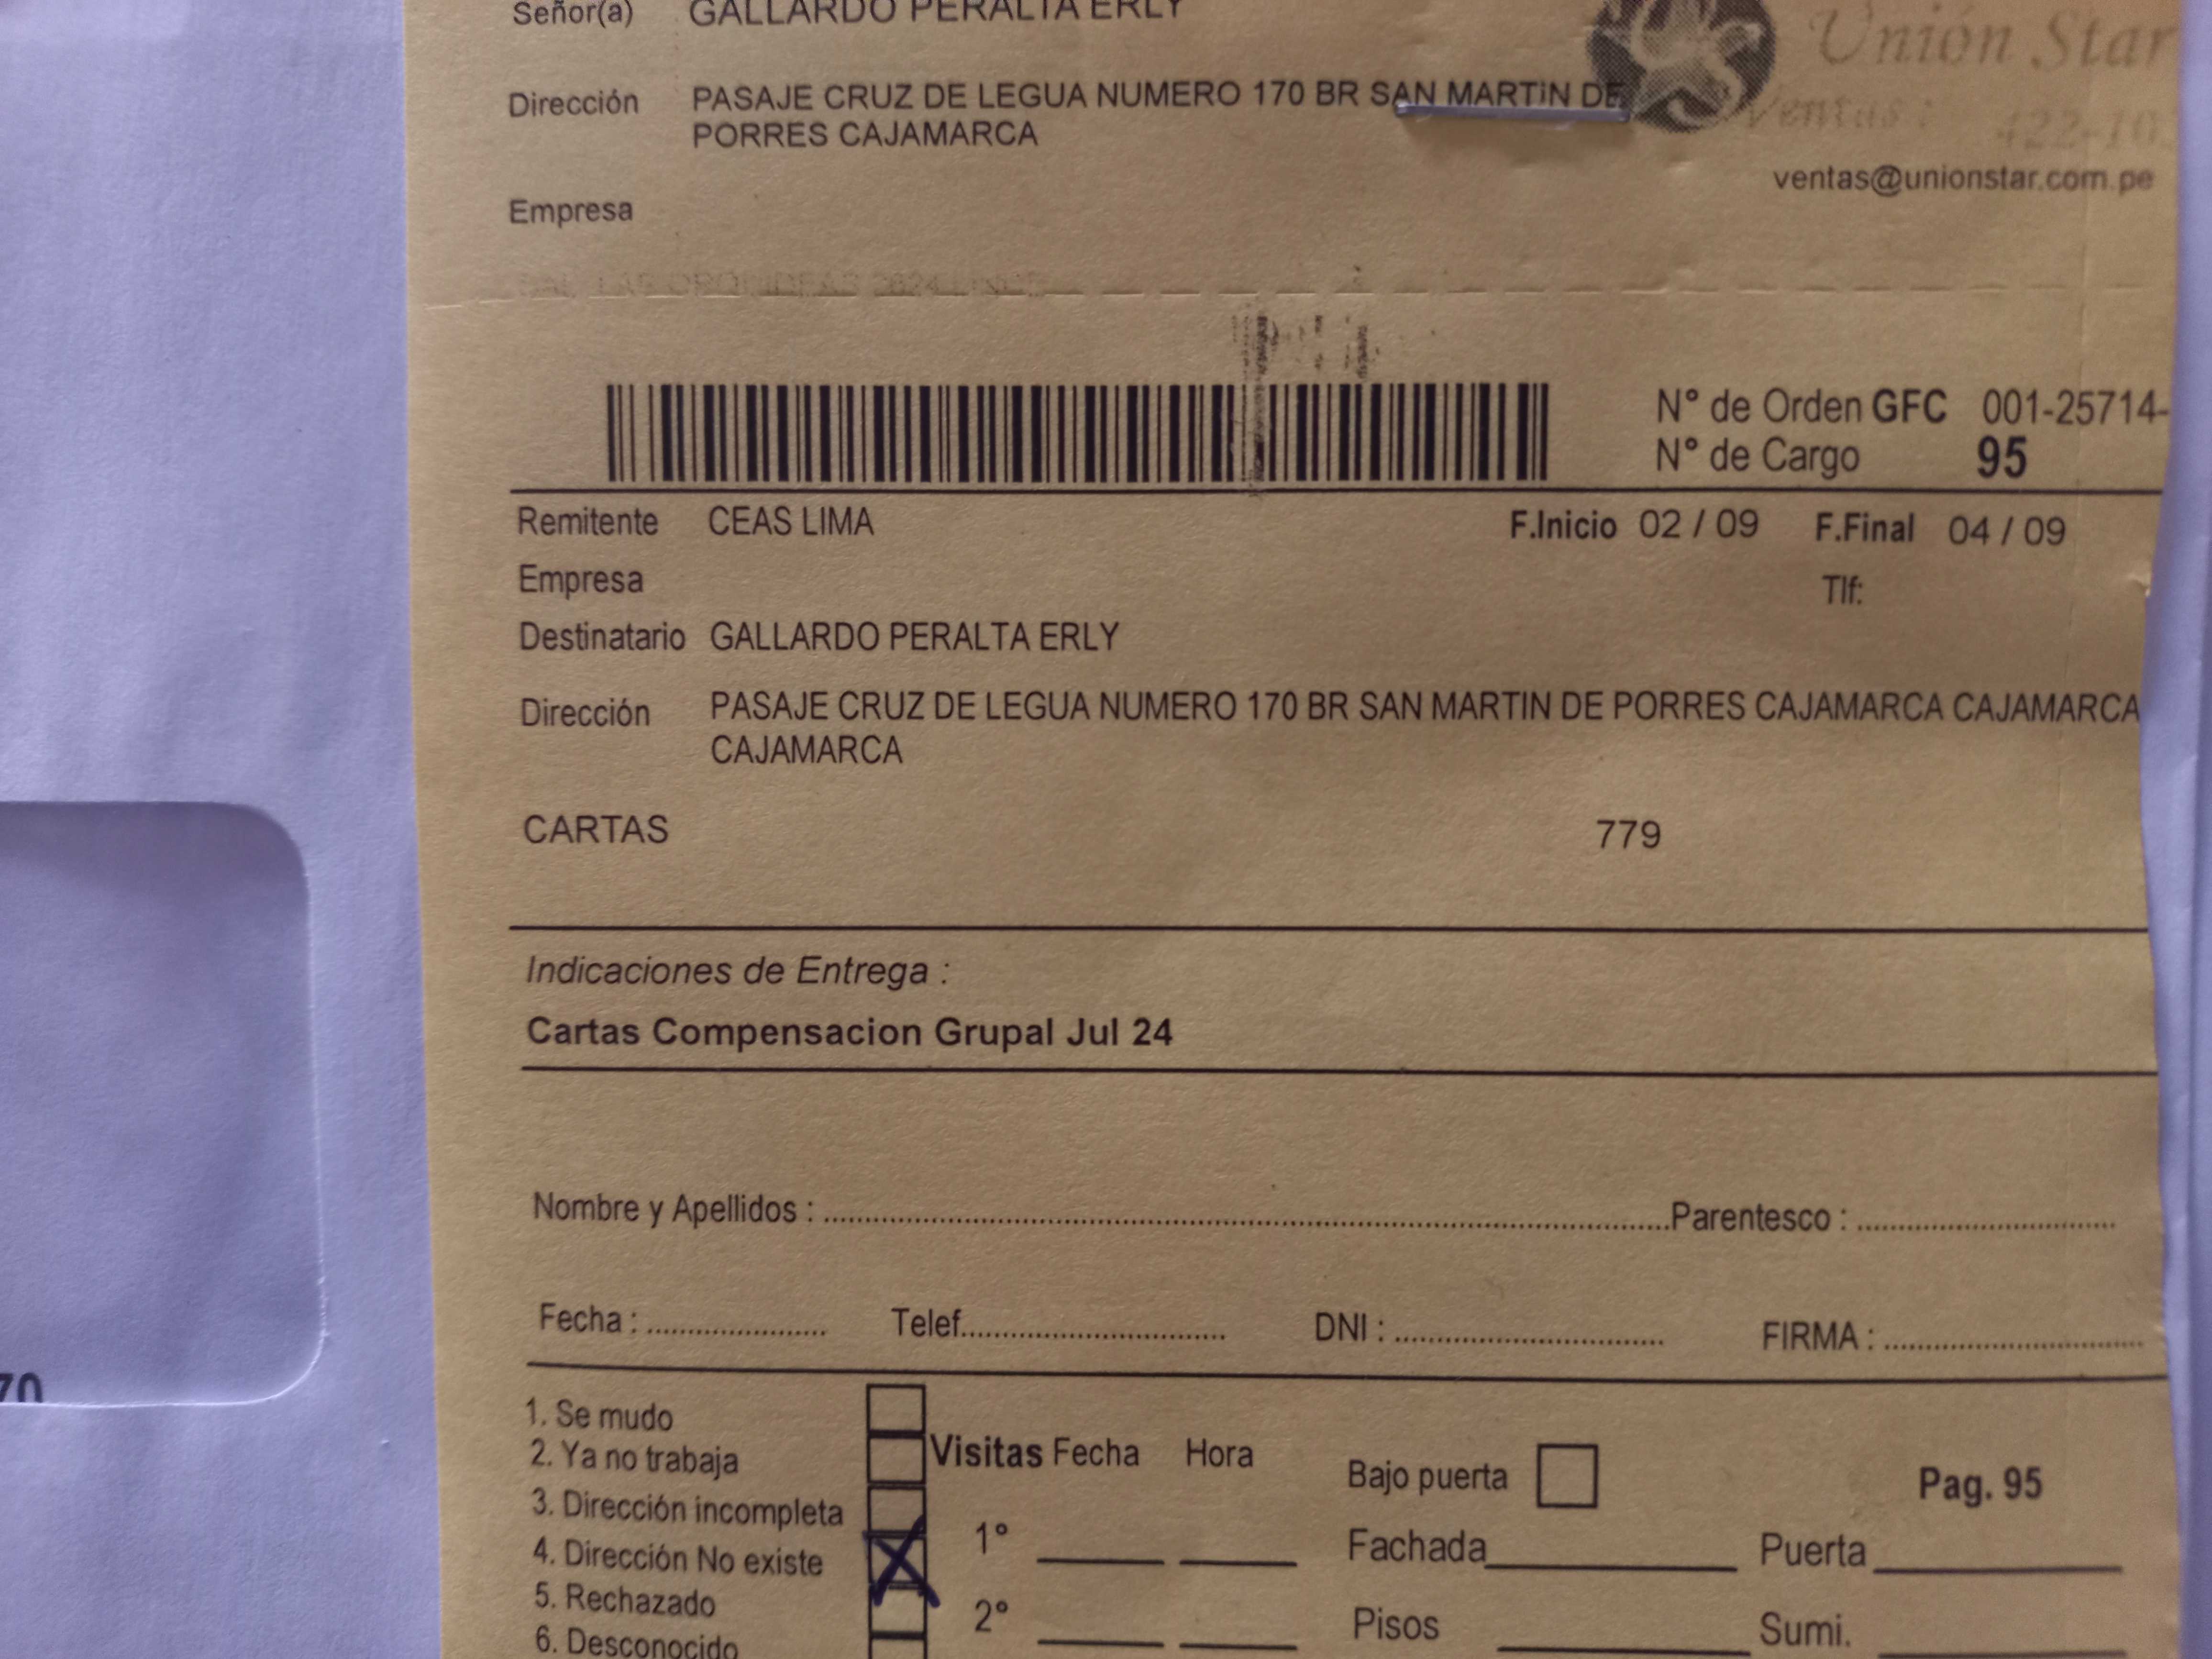 Señor(a) GALLARDO PERALTA ERLY
Unión Star
Dirección PASAJE CRUZ DE LEGUA NUMERO 170 BR SAN MARTIN DE
PORRES CAJAMARCA
Ventas : 422-10
ventas@unionstar.com.pe
Empresa
N° de Orden GFC 001-25714-
N° de Cargo 95
Remitente CEAS LIMA F.Inicio 02 / 09 F.Final 04 / 09
Empresa Tlf:
Destinatario GALLARDO PERALTA ERLY
Dirección PASAJE CRUZ DE LEGUA NUMERO 170 BR SAN MARTIN DE PORRES CAJAMARCA CAJAMARCA
CAJAMARCA
CARTAS 779
Indicaciones de Entrega :
Cartas Compensacion Grupal Jul 24
Nombre y Apellidos : Parentesco :
Fecha : Telef. DNI : FIRMA :
1. Se mudo
2. Ya no trabaja Visitas Fecha Hora Bajo puerta Pag. 95
3. Dirección incompleta
4. Dirección No existe X 1° Fachada Puerta
5. Rechazado
6. Desconocido 2° Pisos Sumi.
70